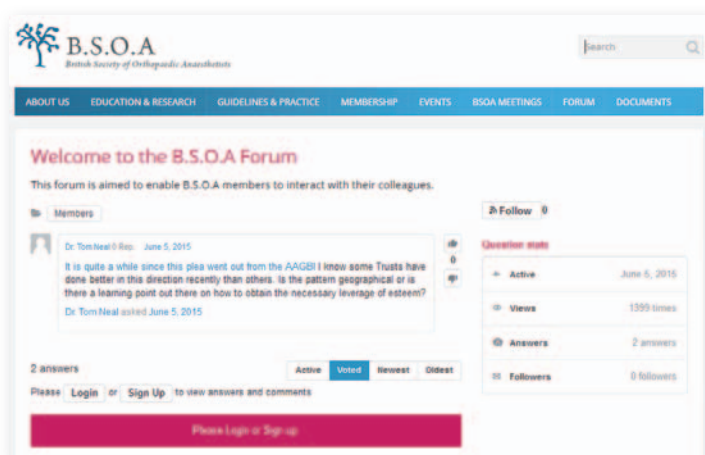 B.S.O.A
British Society of Orthopaedic Anaesthetists
Search
ABOUT US EDUCATION & RESEARCH GUIDELINES & PRACTICE MEMBERSHIP EVENTS BSOA MEETINGS FORUM DOCUMENTS
Welcome to the B.S.O.A Forum
This forum is aimed to enable B.S.O.A members to interact with their colleagues.
Members
Dr. Tom Neal 0 Rep. June 5, 2015
It is quite a while since this plea went out from the AAGBI I know some Trusts have
done better in this direction recently than others. Is the pattern geographical or is
there a learning point out there on how to obtain the necessary leverage of esteem?
Dr. Tom Neal asked June 5, 2015
0
2 answers
Active Voted Newest Oldest
Please Login or Sign Up to view answers and comments
Please Login or Sign up
Follow 0
Question stats
Active June 5, 2015
Views 1399 times
Answers 2 answers
Followers 0 followers